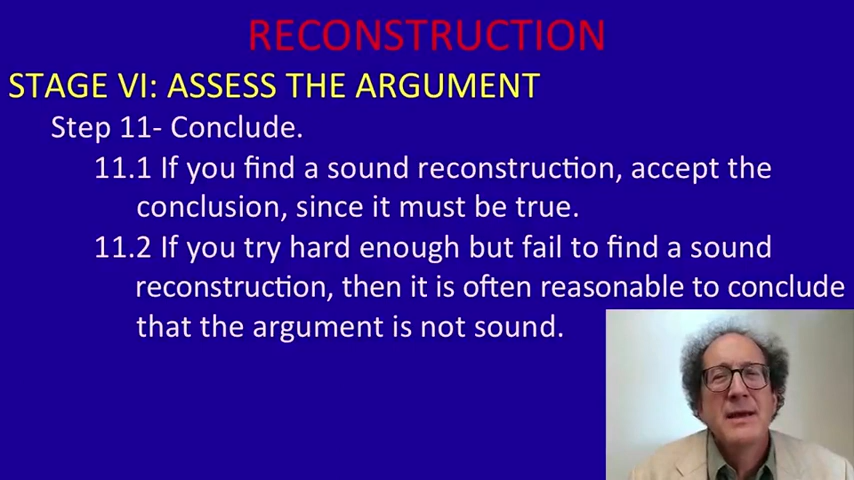 RECONSTRUCTION
STAGE VI: ASSESS THE ARGUMENT
Step 11- Conclude.
11.1 If you find a sound reconstruction, accept the
conclusion, since it must be true.
11.2 If you try hard enough but fail to find a sound
reconstruction, then it is often reasonable to conclude
that the argument is not sound.